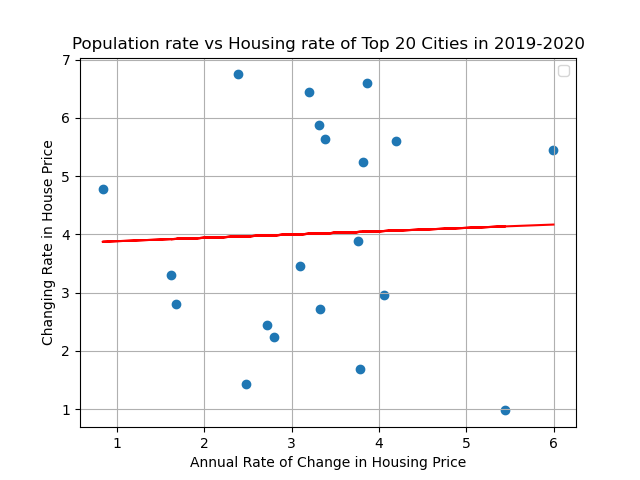 Population rate vs Housing rate of Top 20 Cities in 2019-2020
7
6
5
4
3
2
1
Changing Rate in House Price
1 2 3 4 5 6
Annual Rate of Change in Housing Price